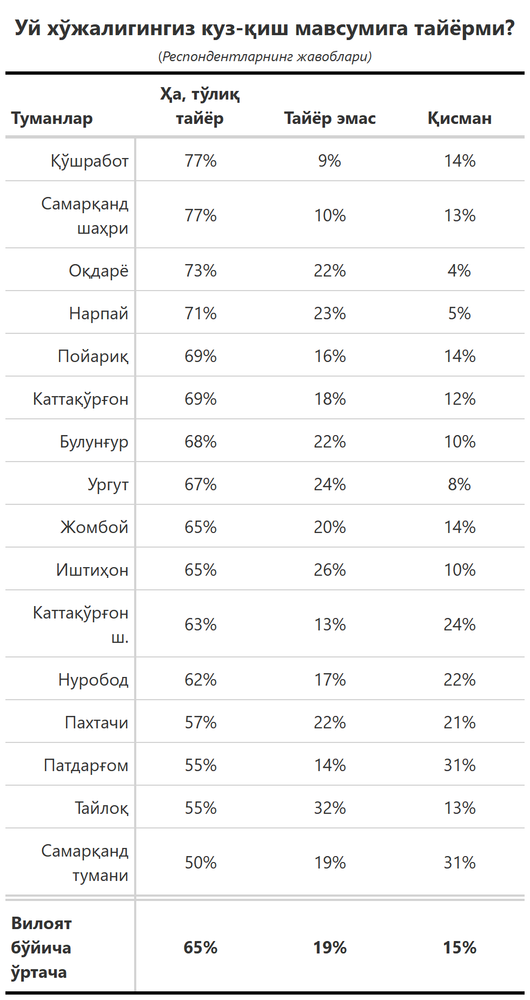 Уй хўжалигингиз куз-қиш мавсумига тайёрми?
(Респондентларнинг жавоблари)
Туманлар Ҳа, тўлиқ тайёр Тайёр эмас Қисман
Қўшработ 77% 9% 14%
Самарқанд шаҳри 77% 10% 13%
Оқдарё 73% 22% 4%
Нарпай 71% 23% 5%
Пойариқ 69% 16% 14%
Каттақўрғон 69% 18% 12%
Булунғур 68% 22% 10%
Ургут 67% 24% 8%
Жомбой 65% 20% 14%
Иштиҳон 65% 26% 10%
Каттақўрғон ш. 63% 13% 24%
Нуробод 62% 17% 22%
Пахтачи 57% 22% 21%
Патдарғом 55% 14% 31%
Тайлоқ 55% 32% 13%
Самарқанд тумани 50% 19% 31%
Вилоят бўйича ўртача 65% 19% 15%